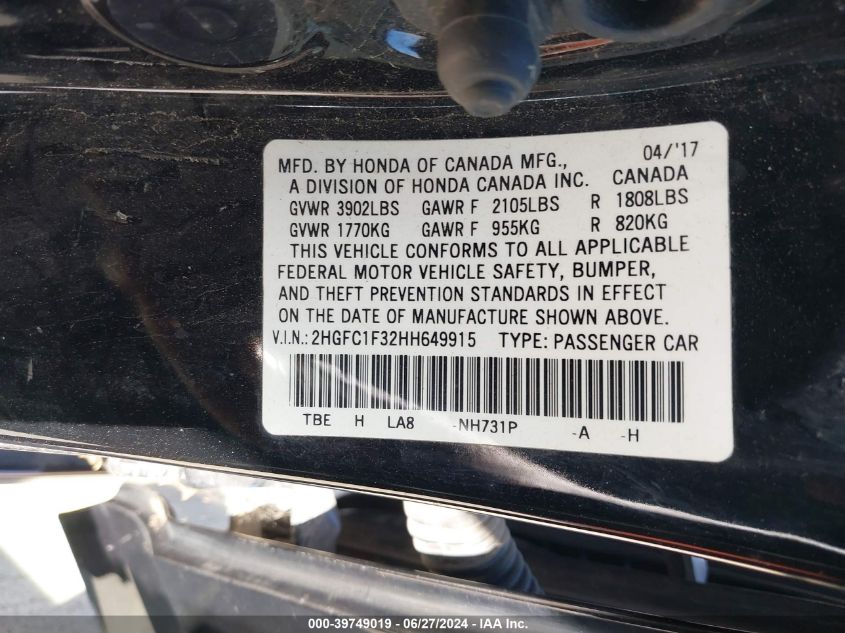 MFD. BY HONDA OF CANADA MFG., 04/'17
A DIVISION OF HONDA CANADA INC. CANADA
GVWR 3902LBS GAWR F 2105LBS R 1808LBS
GVWR 1770KG GAWR F 955KG R 820KG
THIS VEHICLE CONFORMS TO ALL APPLICABLE
FEDERAL MOTOR VEHICLE SAFETY, BUMPER,
AND THEFT PREVENTION STANDARDS IN EFFECT
ON THE DATE OF MANUFACTURE SHOWN ABOVE.
V.I.N.:2HGFC1F32HH649915 TYPE: PASSENGER CAR
TBE H LA8 -NH731P -A -H
000-39749019 - 06/27/2024 - IAA Inc.